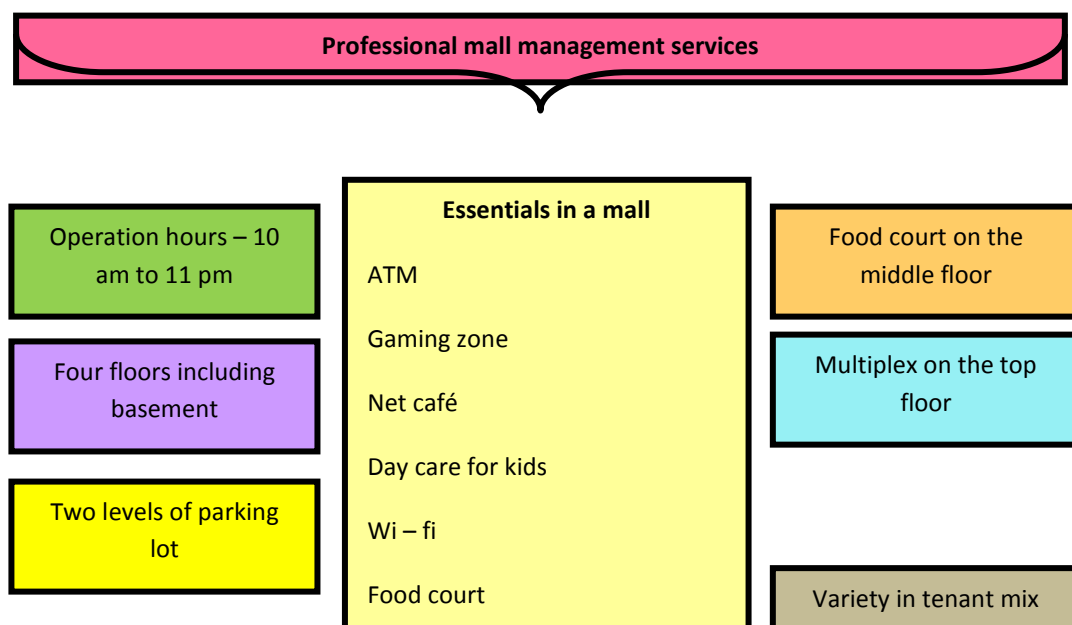 Professional mall management services
Operation hours – 10
am to 11 pm
Four floors including
basement
Two levels of parking
lot
Essentials in a mall
ATM
Gaming zone
Net café
Day care for kids
Wi – fi
Food court
Food court on the
middle floor
Multiplex on the top
floor
Variety in tenant mix